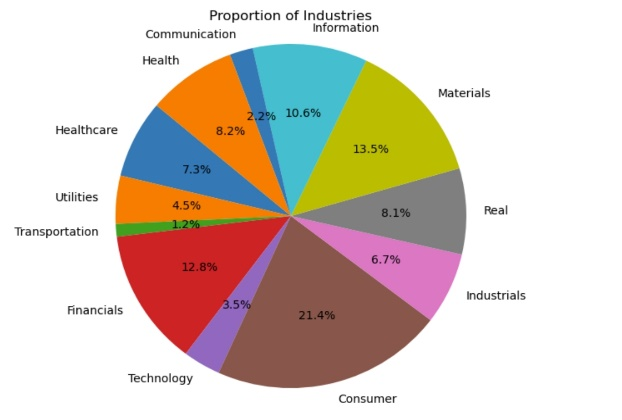 Proportion of Industries
Communication
Information
Health
Materials
Healthcare
Utilities
Transportation
Real
Industrials
Financials
Technology
Consumer
2.2%
10.6%
8.2%
13.5%
7.3%
4.5%
8.1%
1.2%
6.7%
12.8%
3.5%
21.4%